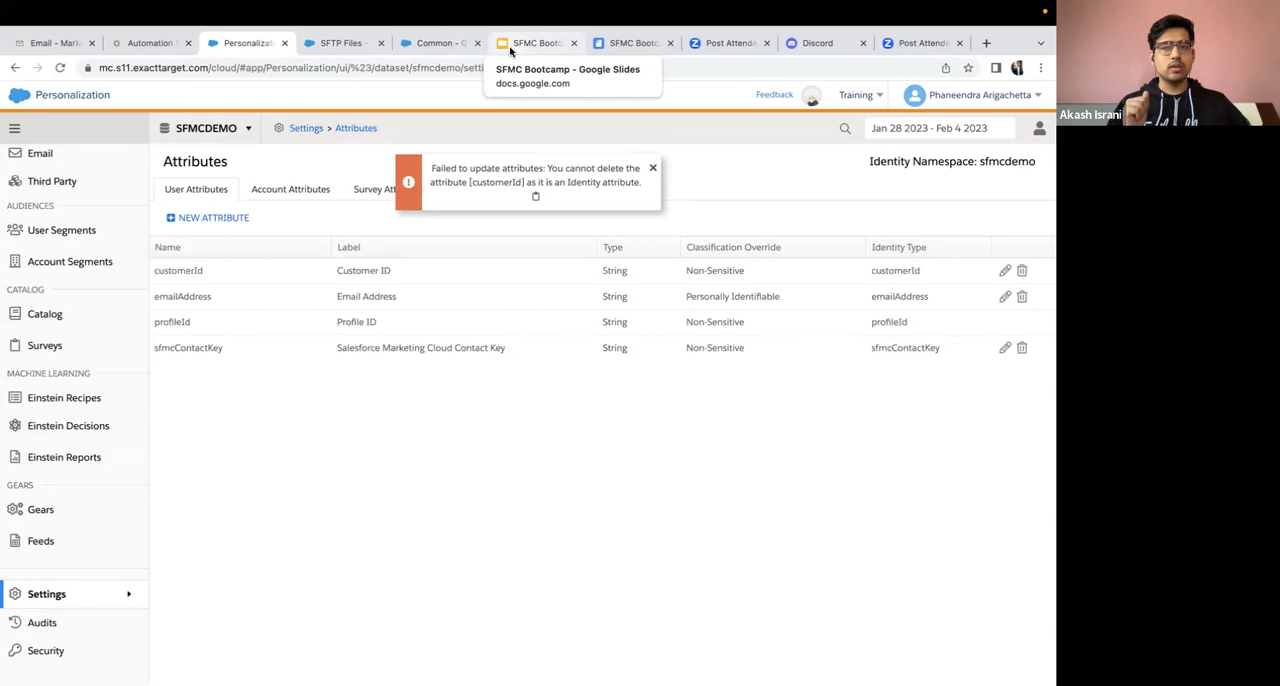 Email - Mark
Automation
Personalizati
SFTP Files -
Common - G
SFMC Bootc
SFMC Bootc
Post Attende
Discord
Post Attende
mc.s11.exacttarget.com/cloud/#app/Personalization/ui/%23/dataset/sfmcdemo/setti
SFMC Bootcamp - Google Slides
docs.google.com
Personalization
Feedback
Training
Phaneendra Arigachetta
Akash Israni
SFMCDEMO
Settings > Attributes
Jan 28 2023 - Feb 4 2023
Email
Third Party
AUDIENCES
User Segments
Account Segments
CATALOG
Catalog
Surveys
MACHINE LEARNING
Einstein Recipes
Einstein Decisions
Einstein Reports
GEARS
Gears
Feeds
Settings
Audits
Security
Attributes
Identity Namespace: sfmcdemo
Failed to update attributes: You cannot delete the
attribute [customerId] as it is an Identity attribute.
User Attributes
Account Attributes
Survey Att
NEW ATTRIBUTE
Name Label Type Classification Override Identity Type
customerId Customer ID String Non-Sensitive customerId
emailAddress Email Address String Personally Identifiable emailAddress
profileId Profile ID String Non-Sensitive profileId
sfmcContactKey Salesforce Marketing Cloud Contact Key String Non-Sensitive sfmcContactKey